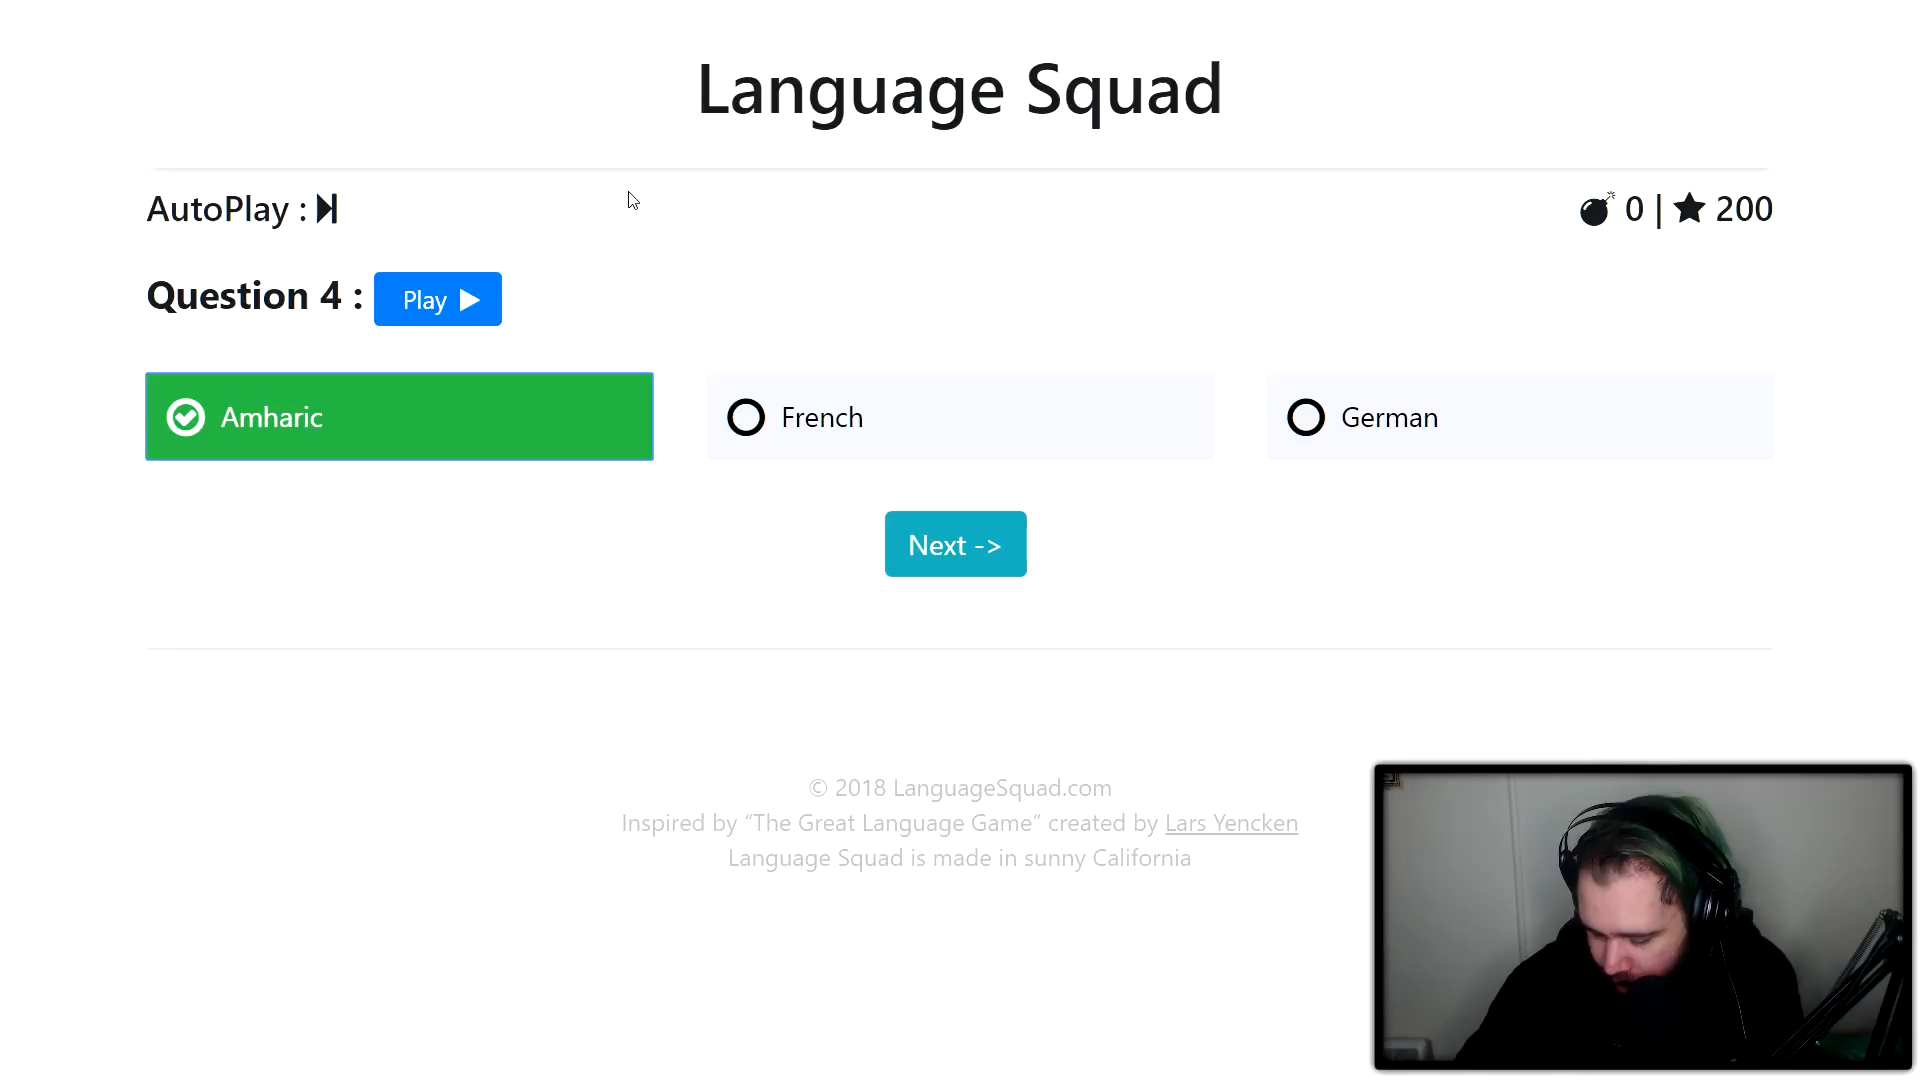 Language Squad
AutoPlay :
0 | 200
Question 4 : Play
Amharic
French
German
Next ->
© 2018 LanguageSquad.com
Inspired by “The Great Language Game” created by Lars Yencken
Language Squad is made in sunny California